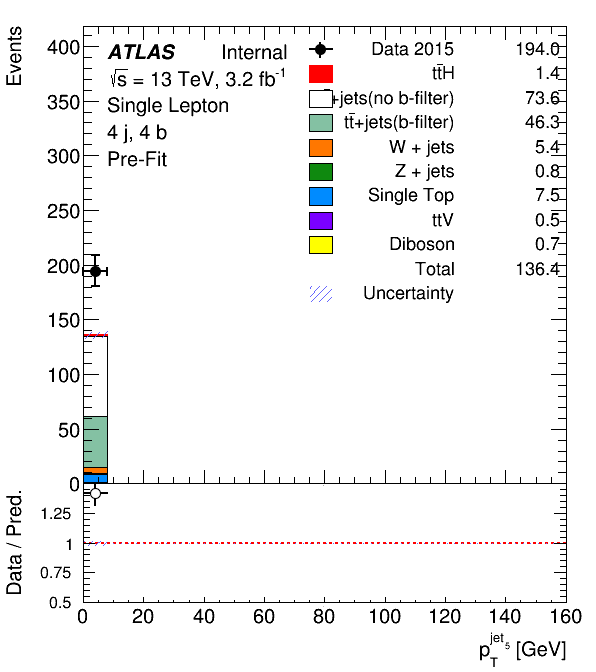 Events
400
350
300
250
200
150
100
50
0
ATLAS Internal
√s = 13 TeV, 3.2 fb⁻¹
Single Lepton
4 j, 4 b
Pre-Fit
Data 2015 194.0
tt̄H 1.4
+jets(no b-filter) 73.6
tt̄+jets(b-filter) 46.3
W + jets 5.4
Z + jets 0.8
Single Top 7.5
ttV 0.5
Diboson 0.7
Total 136.4
Uncertainty
Data / Pred.
1.25
1
0.75
0.5
0 20 40 60 80 100 120 140 160
p_T^jet_5 [GeV]